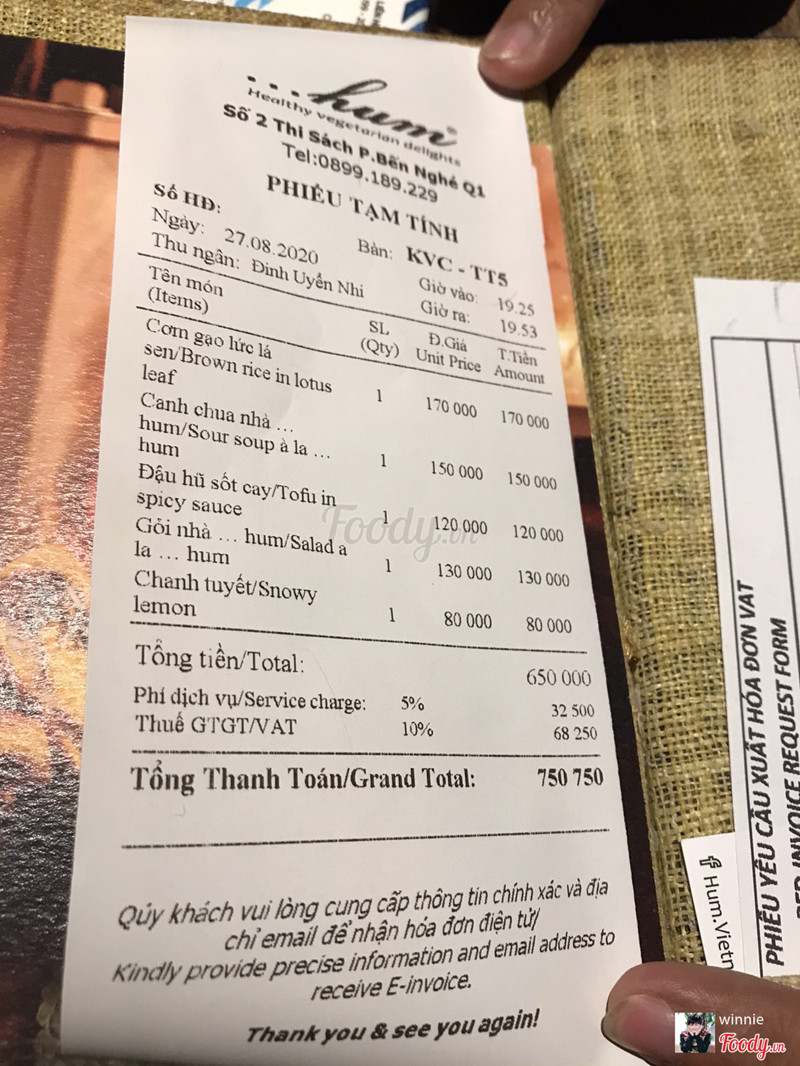 ...hum
Healthy vegetarian delights
Số 2 Thi Sách P.Bến Nghé Q1
Tel:0899.189.229
PHIẾU TẠM TÍNH
Số HĐ:
Bàn: KVC - TT5
Ngày: 27.08.2020
Giờ vào: 19.25
Thu ngân: Đinh Uyển Nhi
Giờ ra: 19.53
Tên món SL Đ.Giá T.Tiền
(Items) (Qty) Unit Price Amount
Cơm gạo lức lá
sen/Brown rice in lotus
leaf 1 170 000 170 000
Canh chua nhà ...
hum/Sour soup à la ...
hum 1 150 000 150 000
Đậu hũ sốt cay/Tofu in
spicy sauce 1 120 000 120 000
Gỏi nhà ... hum/Salad a
la ... hum 1 130 000 130 000
Chanh tuyết/Snowy
lemon 1 80 000 80 000
Tổng tiền/Total: 650 000
Phí dịch vụ/Service charge: 5% 32 500
Thuế GTGT/VAT 10% 68 250
Tổng Thanh Toán/Grand Total: 750 750
Qúy khách vui lòng cung cấp thông tin chính xác và địa
chỉ email để nhận hóa đơn điện tử/
Kindly provide precise information and email address to
receive E-invoice.
Thank you & see you again!
PHIẾU YÊU CẦU XUẤT HÓA ĐƠN VAT
RED INVOICE REQUEST FORM
Hum.Vietn
Foody.vn
winnie
Foody.vn